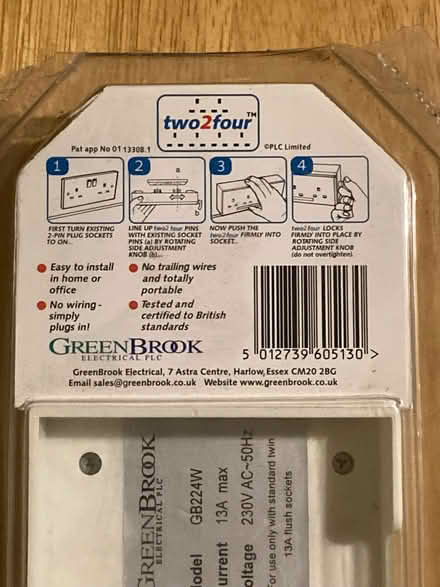 two2four™
Pat app No 01 13308.1
©PLC Limited
1
2
3
4
FIRST TURN EXISTING
2-PIN PLUG SOCKETS
TO ON...
LINE UP two2four PINS
WITH EXISTING SOCKET
PINS (a) BY ROTATING
SIDE ADJUSTMENT
KNOB (b)...
NOW PUSH THE
two2four FIRMLY INTO
SOCKET...
two2four LOCKS
FIRMLY INTO PLACE BY
ROTATING SIDE
ADJUSTMENT KNOB
(do not overtighten).
Easy to install
in home or
office
No wiring -
simply
plugs in!
No trailing wires
and totally
portable
Tested and
certified to British
standards
GREENBROOK
ELECTRICAL PLC
5 012739 605130 >
GreenBrook Electrical, 7 Astra Centre, Harlow, Essex CM20 2BG
Email sales@greenbrook.co.uk Website www.greenbrook.co.uk
GREENBROOK
ELECTRICAL PLC
odel GB224W
urrent 13A max
oltage 230V AC~50Hz
For use only with standard twin
13A flush sockets